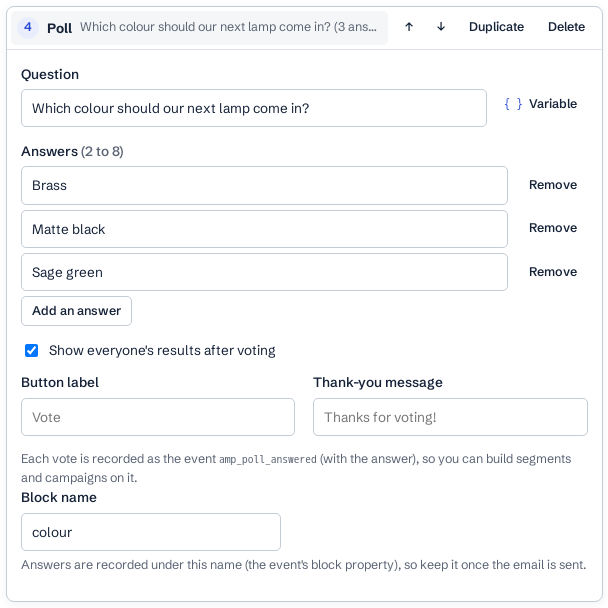 4 Poll Which colour should our next lamp come in? (3 ans... ↑ ↓ Duplicate Delete
Question
Which colour should our next lamp come in? { } Variable
Answers (2 to 8)
Brass Remove
Matte black Remove
Sage green Remove
Add an answer
Show everyone's results after voting
Button label Thank-you message
Vote Thanks for voting!
Each vote is recorded as the event amp_poll_answered (with the answer), so you can build segments
and campaigns on it.
Block name
colour
Answers are recorded under this name (the event's block property), so keep it once the email is sent.